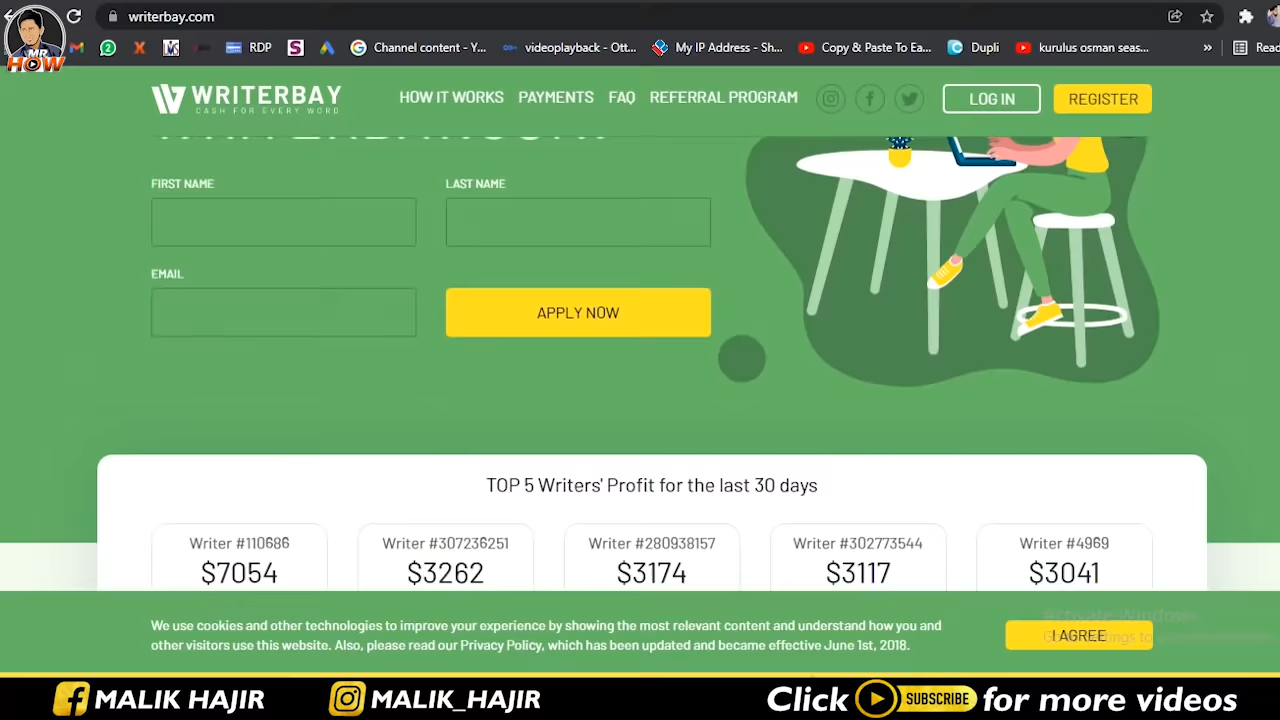 writerbay.com
MR
HOW
2
X
RDP
S
Channel content - Y...
videoplayback - Ott...
My IP Address - Sh...
Copy & Paste To Ea...
Dupli
kurulus osman seas...
»
Read
WRITERBAY
CASH FOR EVERY WORD
HOW IT WORKS
PAYMENTS
FAQ
REFERRAL PROGRAM
LOG IN
REGISTER
FIRST NAME
LAST NAME
EMAIL
APPLY NOW
TOP 5 Writers' Profit for the last 30 days
Writer #110686
Writer #307236251
Writer #280938157
Writer #302773544
Writer #4969
$7054
$3262
$3174
$3117
$3041
We use cookies and other technologies to improve your experience by showing the most relevant content and understand how you and
other visitors use this website. Also, please read our Privacy Policy, which has been updated and became effective June 1st, 2018.
Activate Windows
I AGREE
MALIK HAJIR
MALIK_HAJIR
Click SUBSCRIBE for more videos